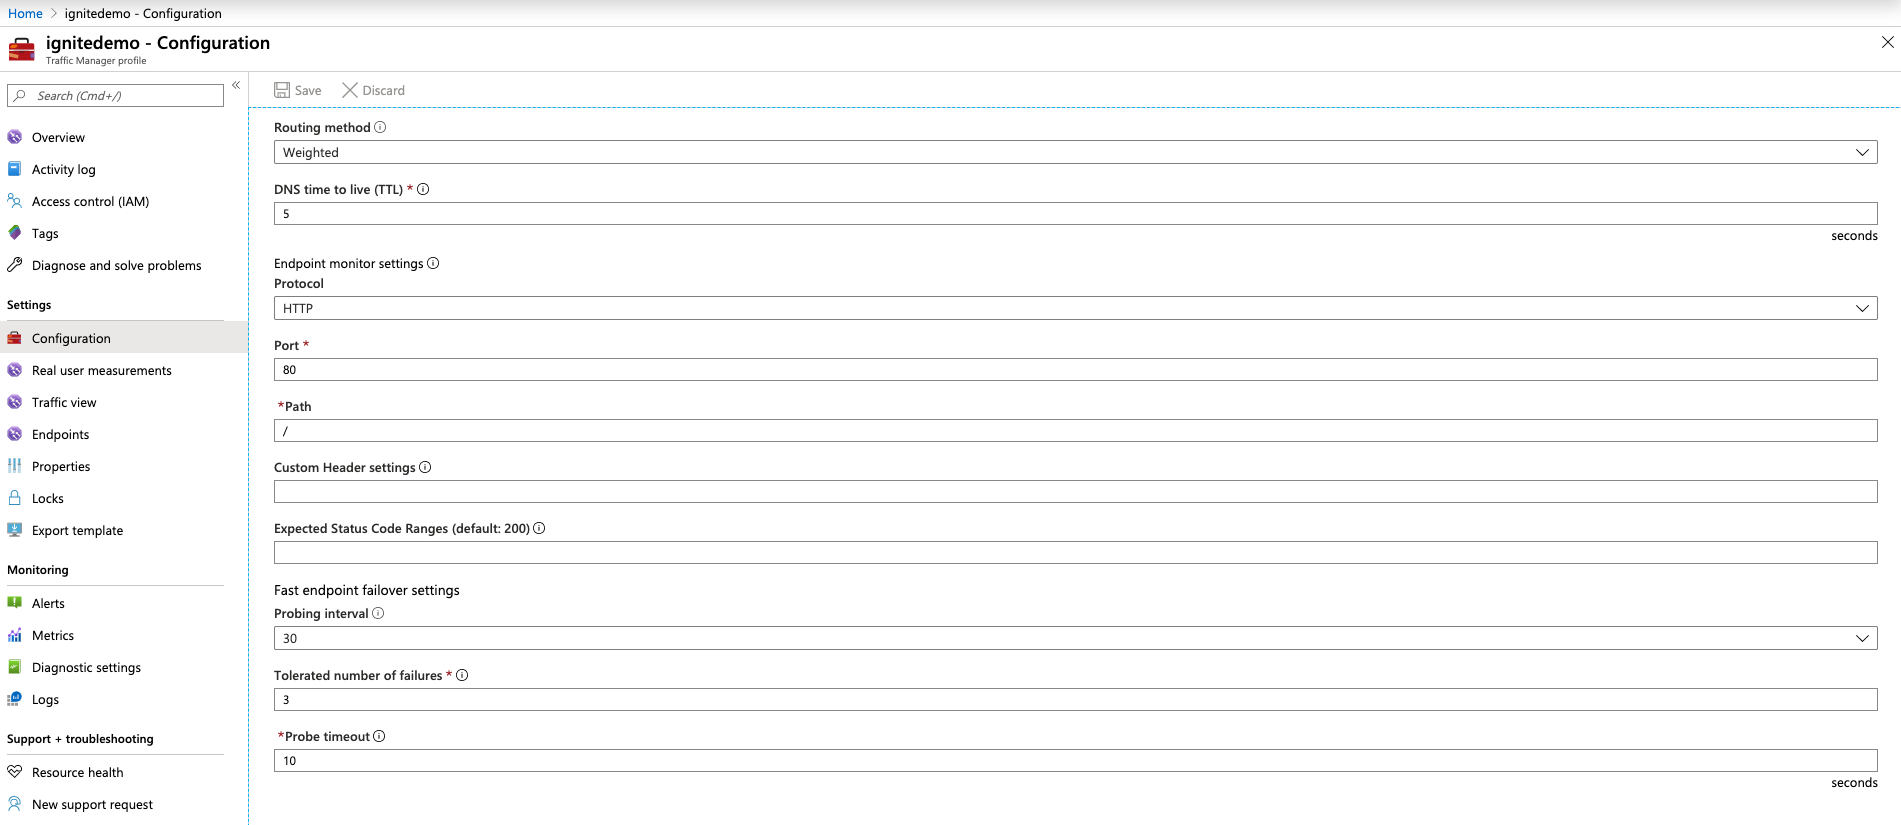 Home > ignitedemo - Configuration
ignitedemo - Configuration
Traffic Manager profile
Search (Cmd+/)
«
Overview
Activity log
Access control (IAM)
Tags
Diagnose and solve problems
Settings
Configuration
Real user measurements
Traffic view
Endpoints
Properties
Locks
Export template
Monitoring
Alerts
Metrics
Diagnostic settings
Logs
Support + troubleshooting
Resource health
New support request
Save Discard
Routing method
Weighted
DNS time to live (TTL) *
5
seconds
Endpoint monitor settings
Protocol
HTTP
Port *
80
*Path
/
Custom Header settings
Expected Status Code Ranges (default: 200)
Fast endpoint failover settings
Probing interval
30
Tolerated number of failures *
3
*Probe timeout
10
seconds